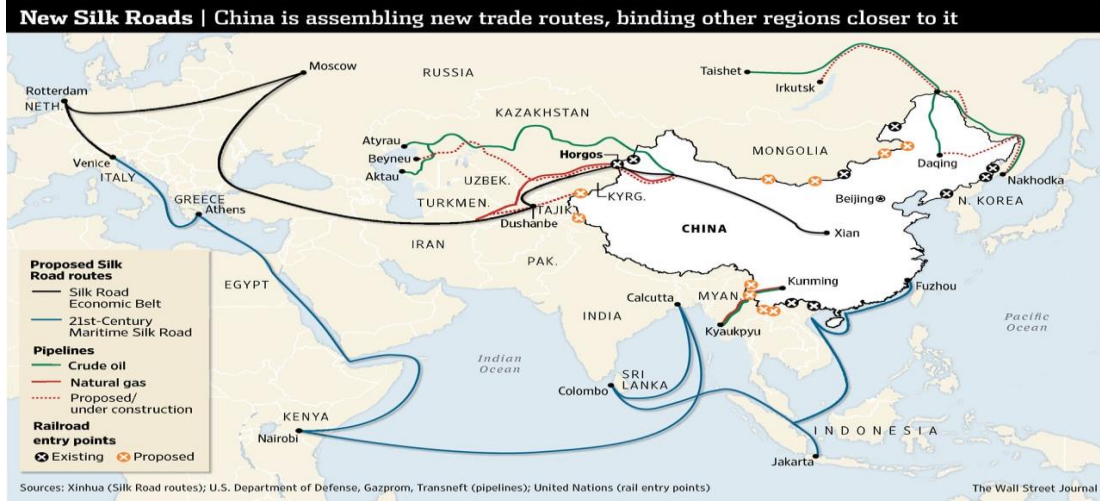 New Silk Roads | China is assembling new trade routes, binding other regions closer to it
Moscow
RUSSIA
Taishet
Irkutsk
Rotterdam
NETH.
KAZAKHSTAN
Atyrau
Beyneu
Aktau
Horgos
MONGOLIA
Daqing
Nakhodka
Venice
ITALY
UZBEK.
GREECE
Athens
TURKMEN.
TAJIK.
KYRG.
Beijing
N. KOREA
Dushanbe
CHINA
Xian
IRAN
PAK.
EGYPT
Calcutta
MYAN.
Kunming
Fuzhou
INDIA
Kyaukpyu
Pacific
Ocean
Indian
Ocean
SRI
LANKA
Colombo
KENYA
Nairobi
INDONESIA
Jakarta
Proposed Silk
Road routes
Silk Road
Economic Belt
21st-Century
Maritime Silk Road
Pipelines
Crude oil
Natural gas
Proposed/
under construction
Railroad
entry points
Existing
Proposed
Sources: Xinhua (Silk Road routes); U.S. Department of Defense, Gazprom, Transneft (pipelines); United Nations (rail entry points)
The Wall Street Journal